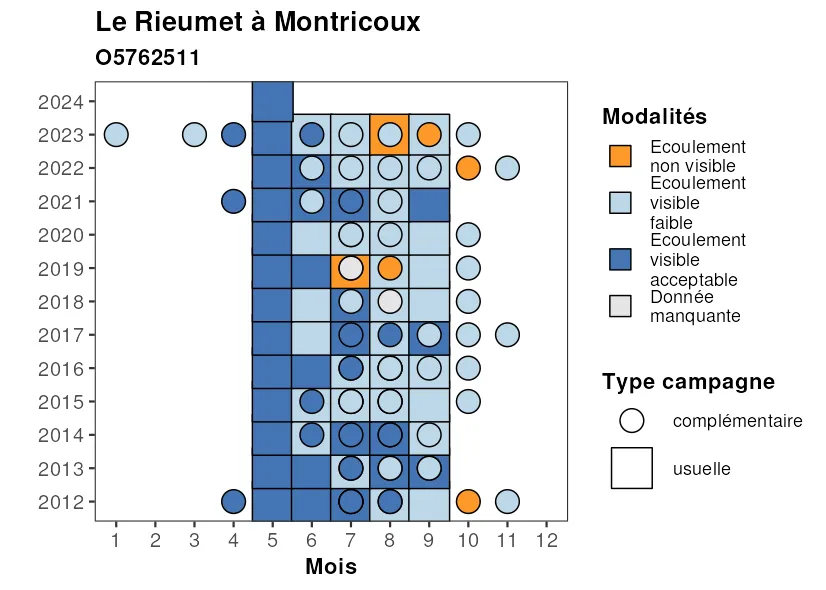 Le Rieumet à Montricoux
O5762511
2024
2023
2022
2021
2020
2019
2018
2017
2016
2015
2014
2013
2012
1 2 3 4 5 6 7 8 9 10 11 12
Mois
Modalités
Ecoulement
non visible
Ecoulement
visible
faible
Ecoulement
visible
acceptable
Donnée
manquante
Type campagne
complémentaire
usuelle